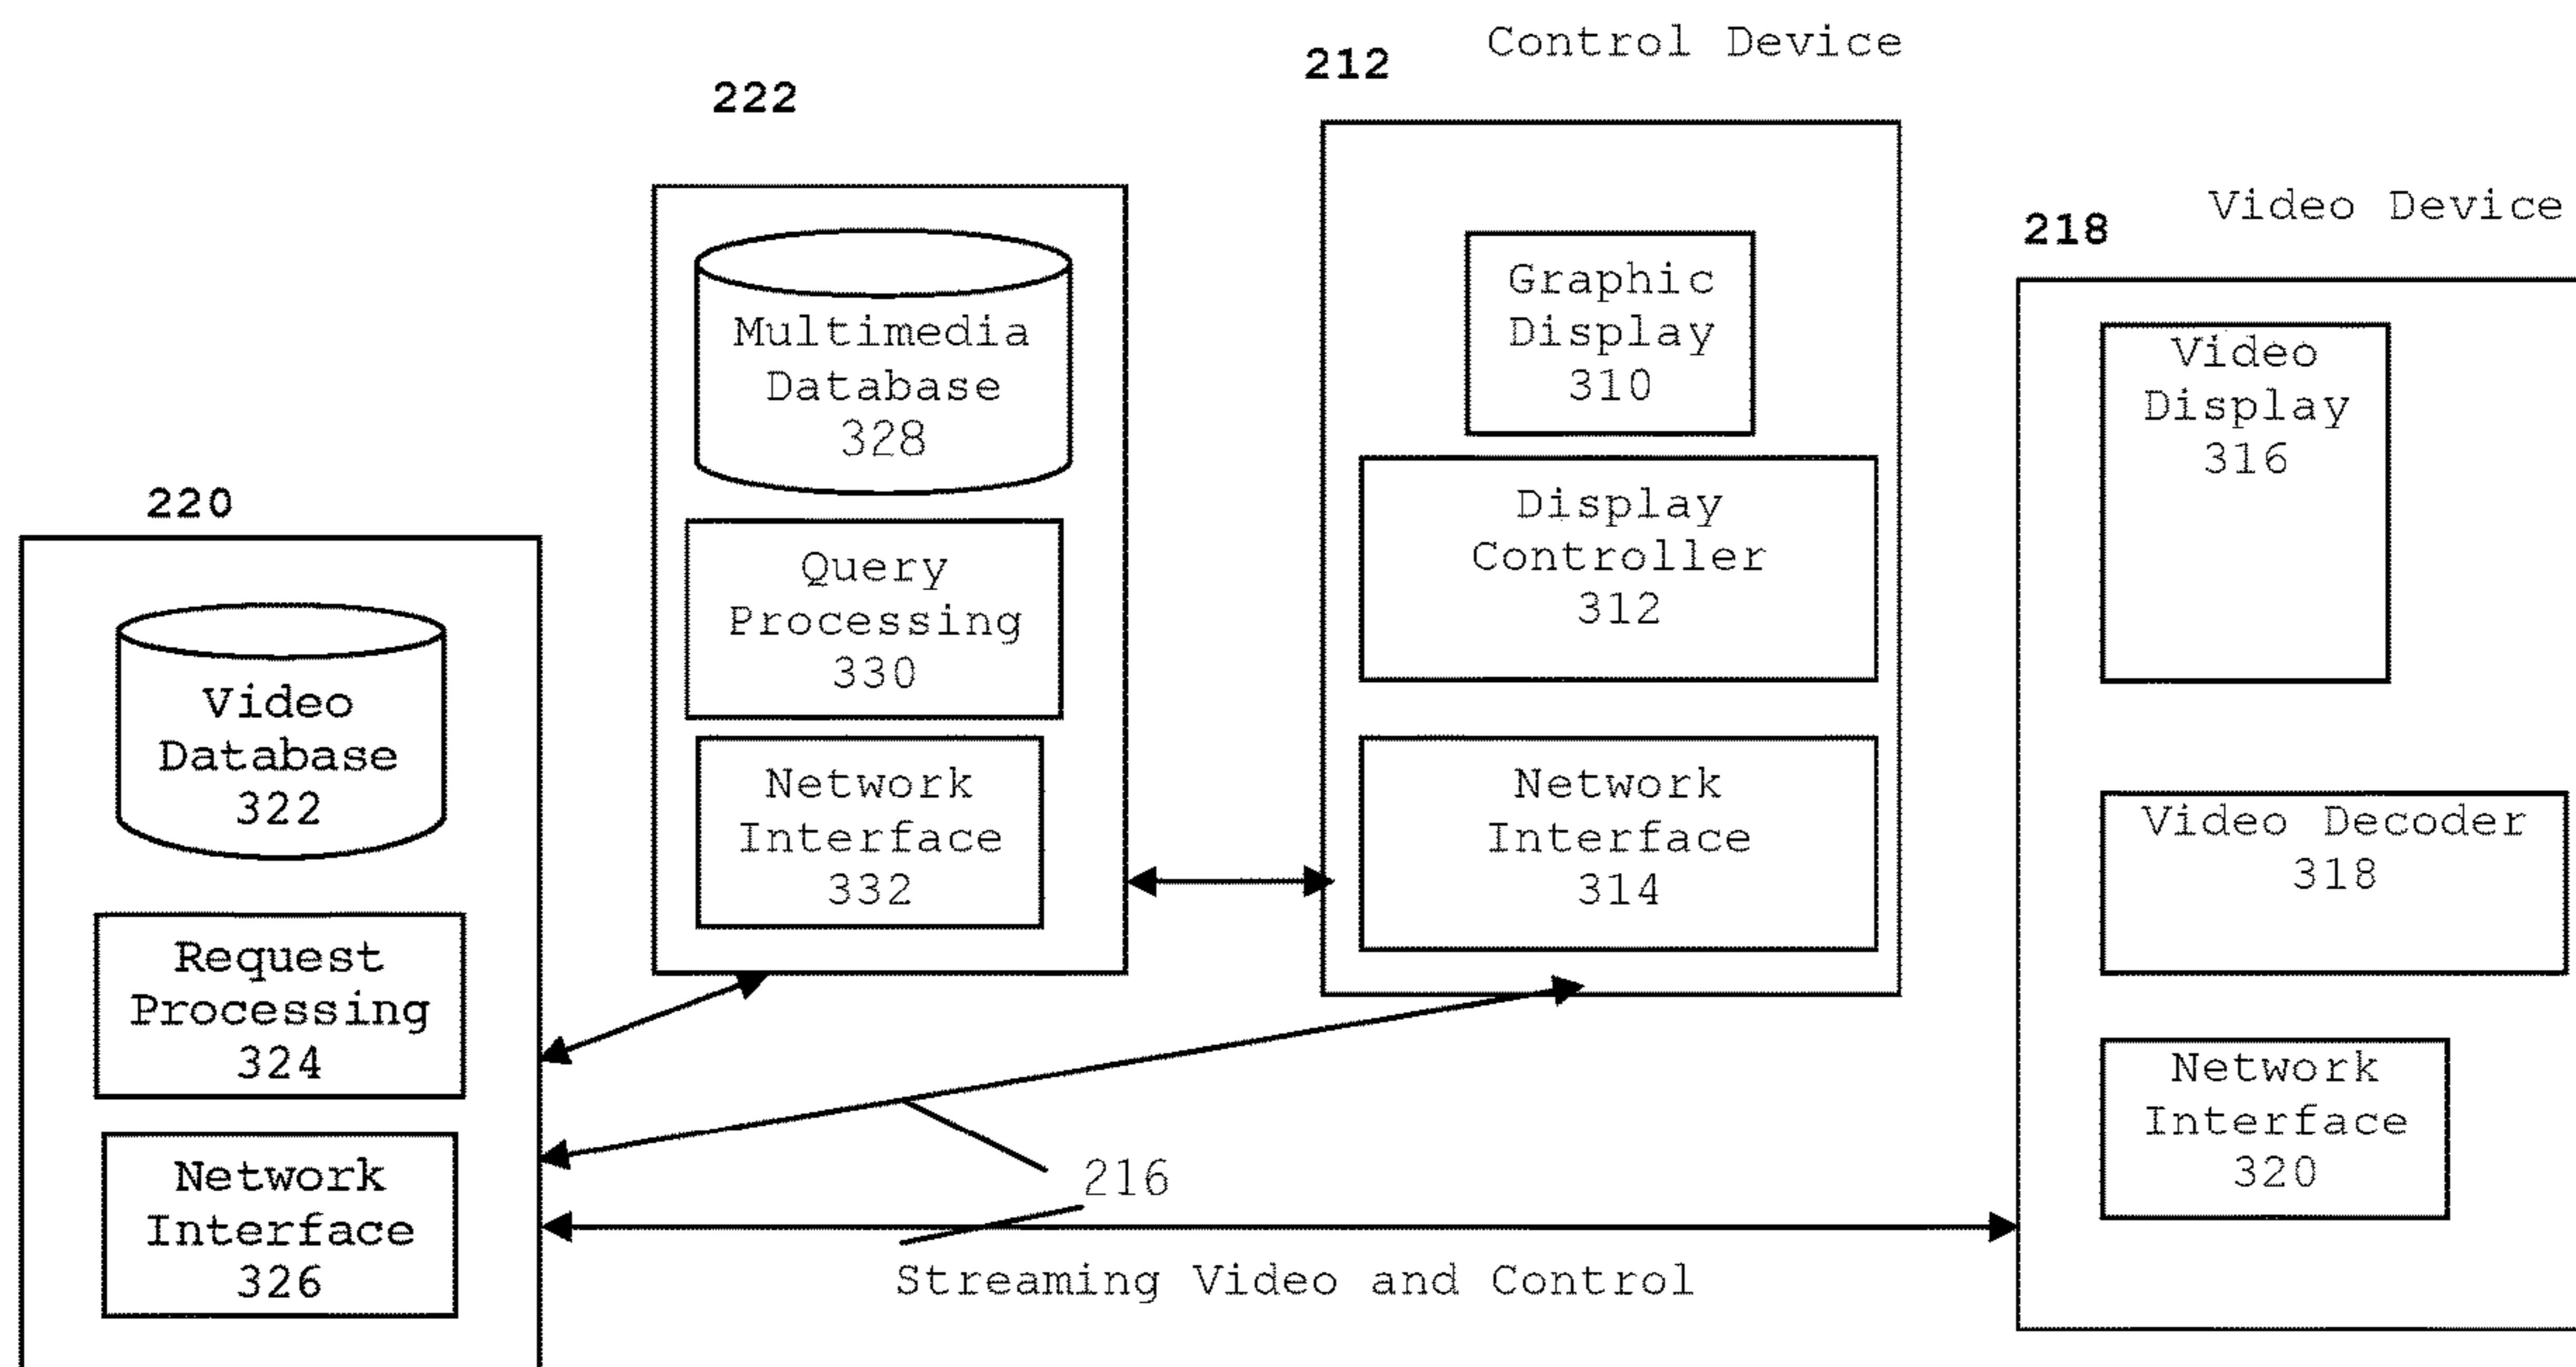 212
Control Device
222
218
Video Device
220
Multimedia
Database
328
Query
Processing
330
Network
Interface
332
Graphic
Display
310
Display
Controller
312
Network
Interface
314
Video
Display
316
Video Decoder
318
Network
Interface
320
Video
Database
322
Request
Processing
324
Network
Interface
326
216
Streaming Video and Control